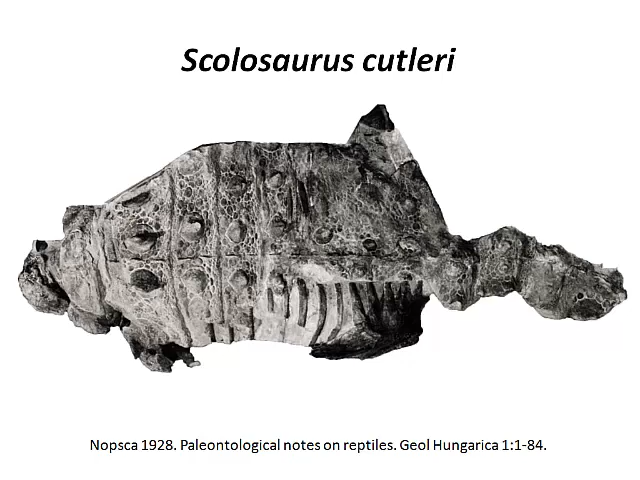 Scolosaurus cutleri
Nopsca 1928. Paleontological notes on reptiles. Geol Hungarica 1:1-84.